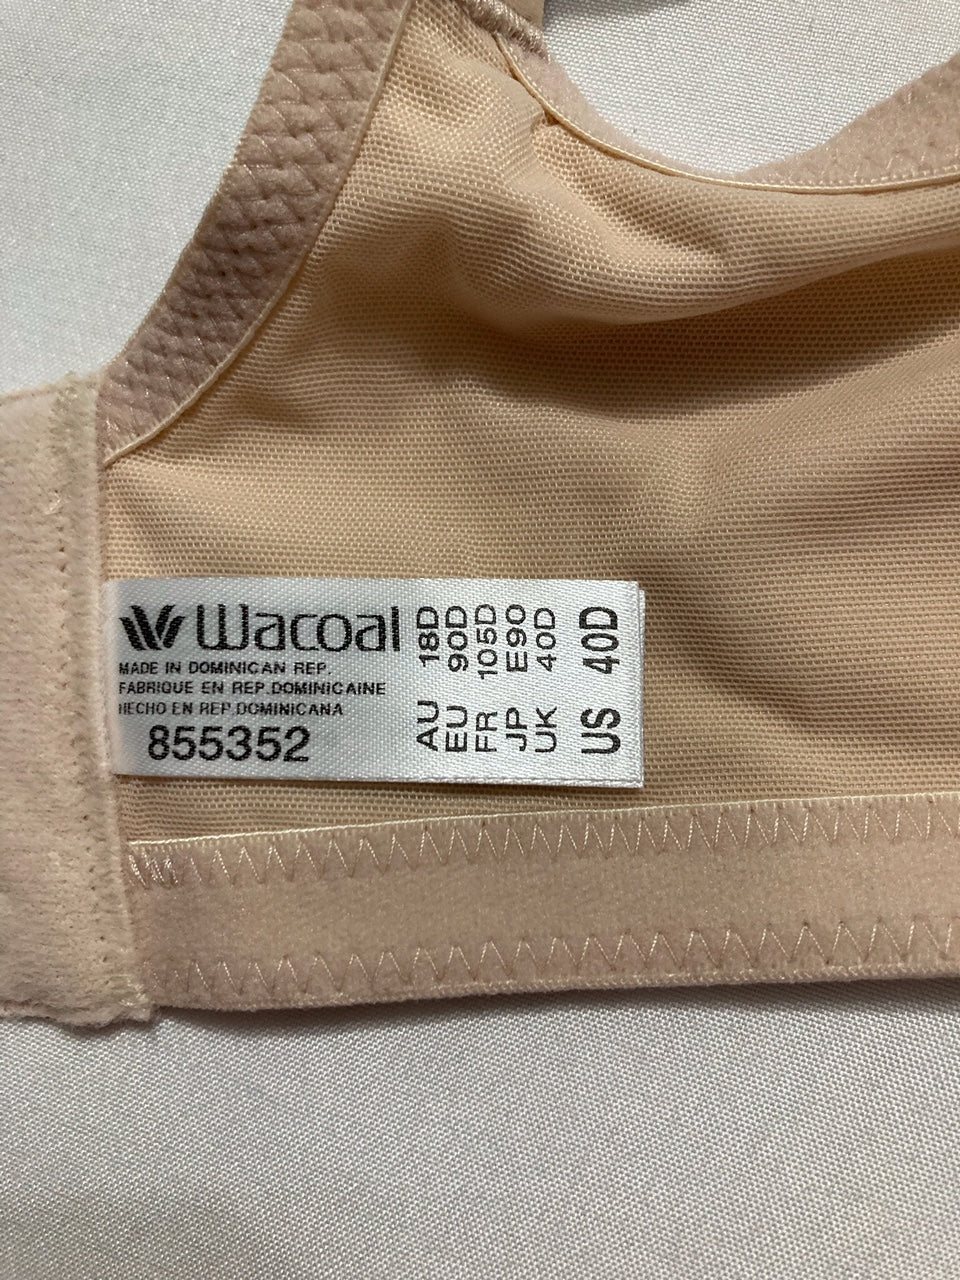 Wacoal
MADE IN DOMINICAN REP.
FABRIQUE EN REP.DOMINICAINE
HECHO EN REP.DOMINICANA
855352
AU 18D
EU 90D
FR 105D
JP E90
UK 40D
US 40D